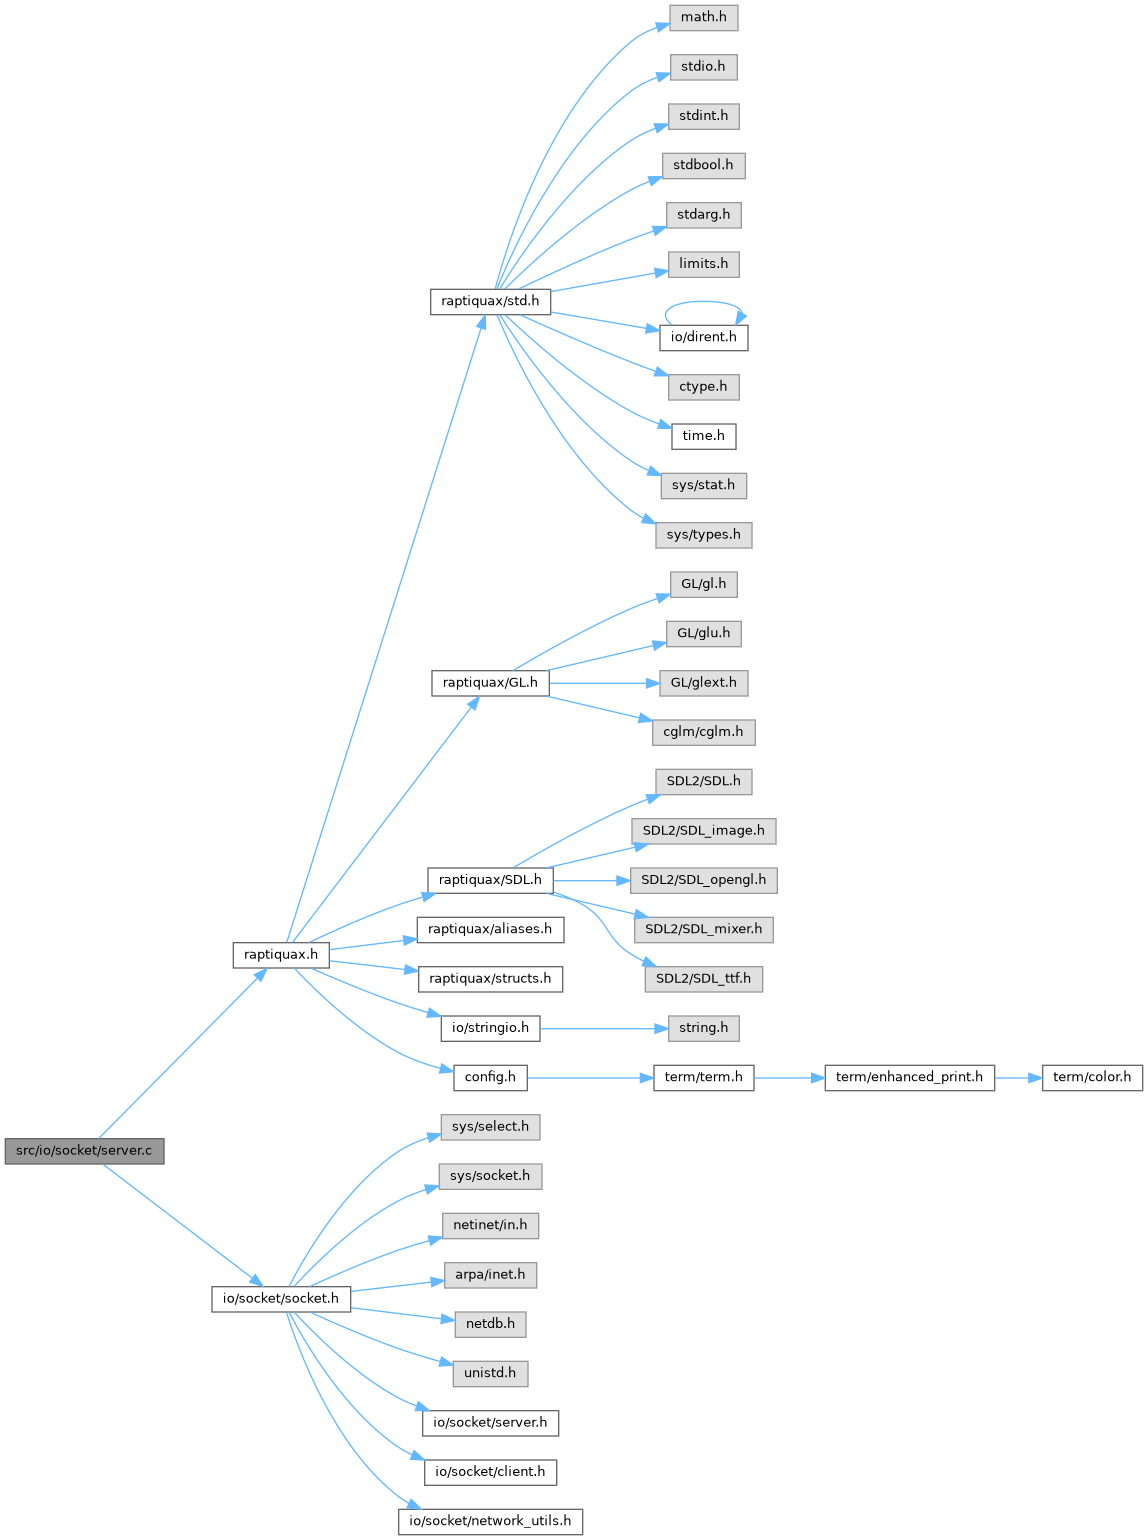 math.h
stdio.h
stdint.h
stdbool.h
stdarg.h
limits.h
raptiquax/std.h
io/dirent.h
ctype.h
time.h
sys/stat.h
sys/types.h
GL/gl.h
GL/glu.h
raptiquax/GL.h
GL/glext.h
cglm/cglm.h
SDL2/SDL.h
SDL2/SDL_image.h
raptiquax/SDL.h
SDL2/SDL_opengl.h
raptiquax/aliases.h
SDL2/SDL_mixer.h
raptiquax.h
raptiquax/structs.h
SDL2/SDL_ttf.h
io/stringio.h
string.h
config.h
term/term.h
term/enhanced_print.h
term/color.h
sys/select.h
src/io/socket/server.c
sys/socket.h
netinet/in.h
arpa/inet.h
io/socket/socket.h
netdb.h
unistd.h
io/socket/server.h
io/socket/client.h
io/socket/network_utils.h